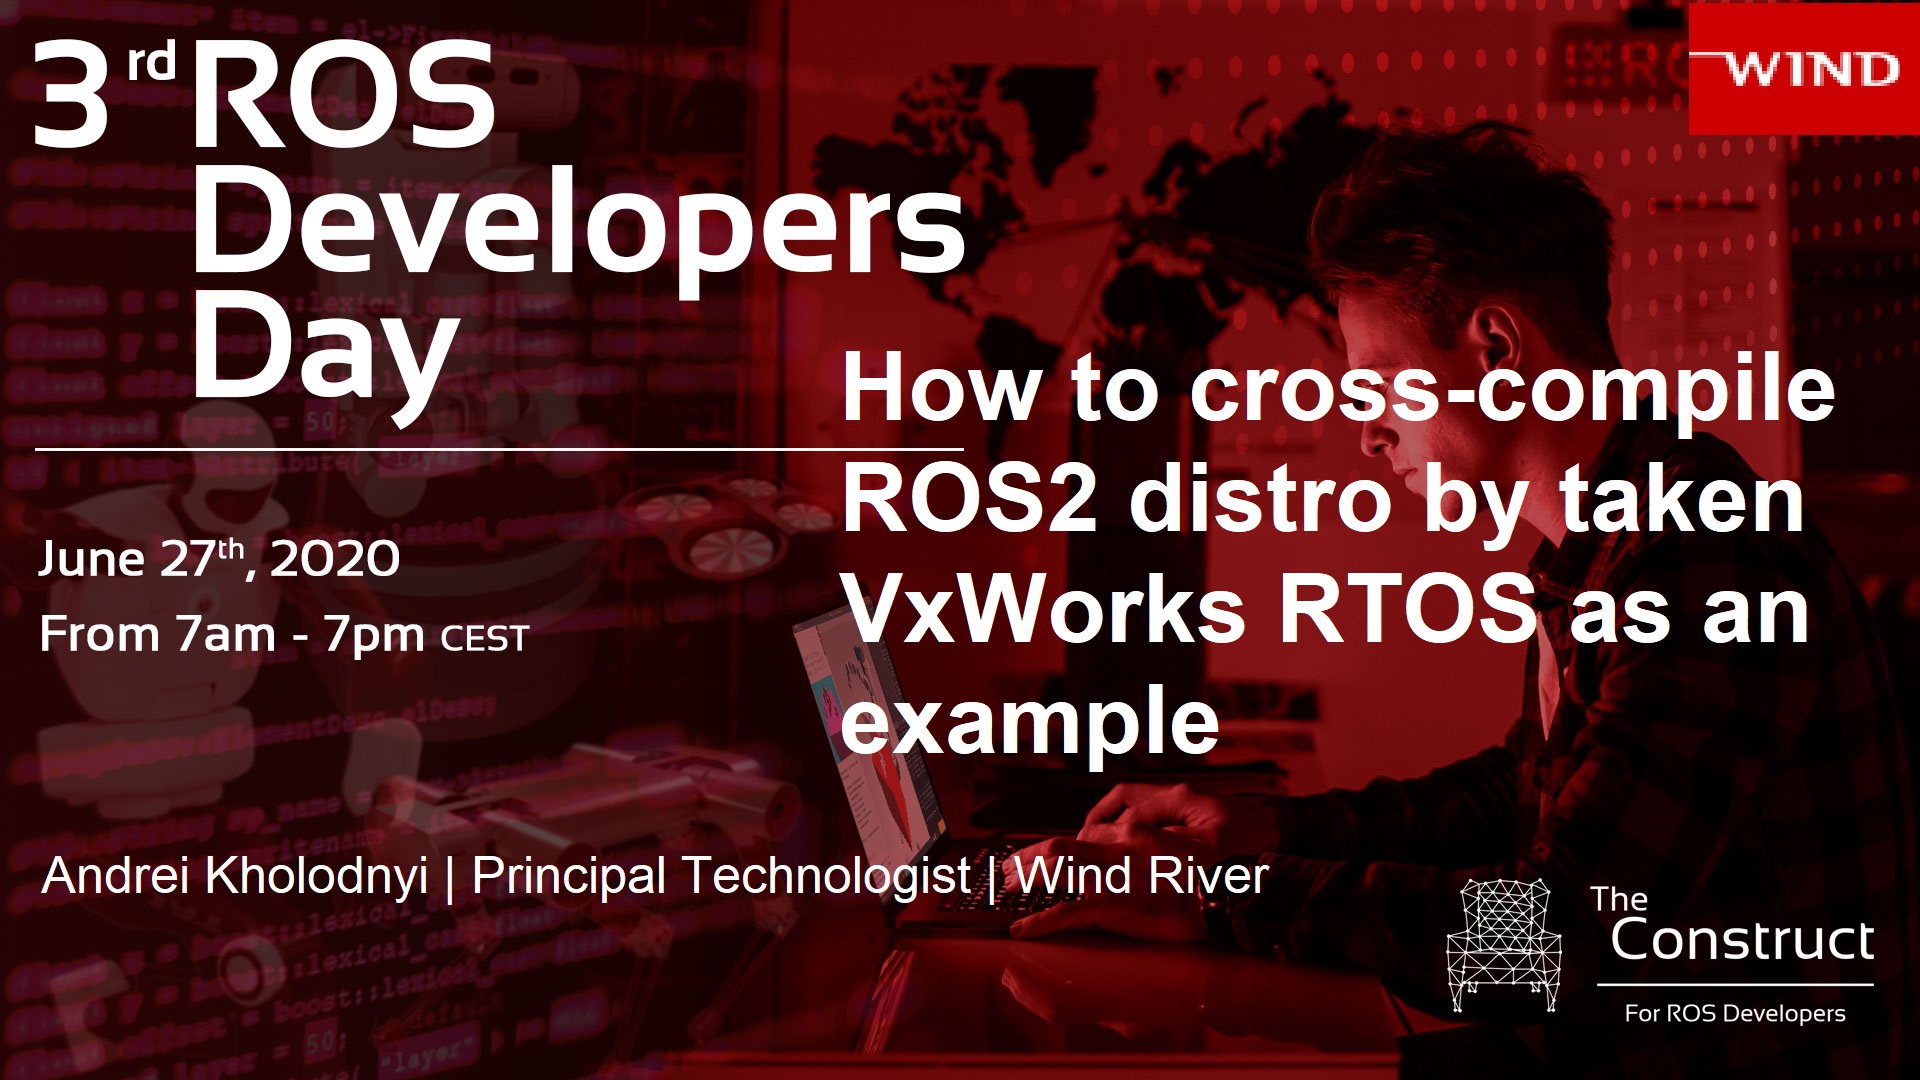 3rd ROS
Developers
Day
WIND
How to cross-compile
ROS2 distro by taken
VxWorks RTOS as an
example
June 27th, 2020
From 7am - 7pm CEST
Andrei Kholodnyi | Principal Technologist | Wind River
The
Construct
For ROS Developers